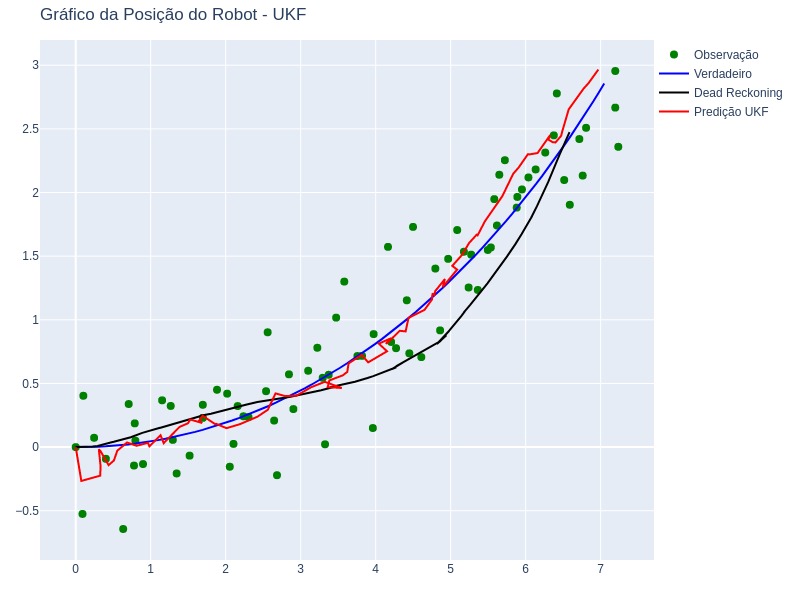 Gráfico da Posição do Robot - UKF
Observação
Verdadeiro
Dead Reckoning
Predição UKF
3
2.5
2
1.5
1
0.5
0
−0.5
0 1 2 3 4 5 6 7